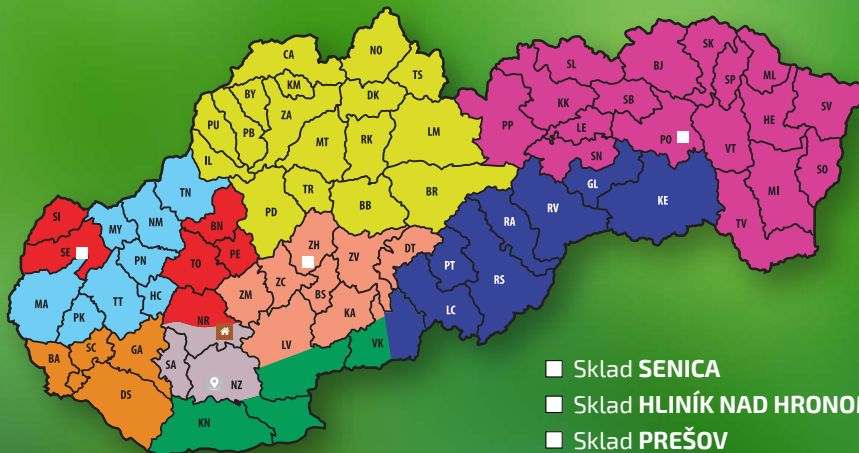 CA
NO
TS
KM
BY
DK
PU
PB
ZA
MT
RK
LM
IL
TN
PD
TR
BB
BR
SL
BJ
SK
SP
ML
SV
KK
SB
HE
PP
LE
PO
VT
SN
SO
MI
TV
GL
KE
RV
RA
PT
RS
LC
SI
SE
MY
NM
BN
PE
PN
TO
MA
TT
HC
PK
NR
ZH
ZV
DT
ZC
ZM
BS
KA
LV
VK
BA
SC
GA
DS
SA
NZ
KN
Sklad SENICA
Sklad HLINÍK NAD HRONO
Sklad PREŠOV